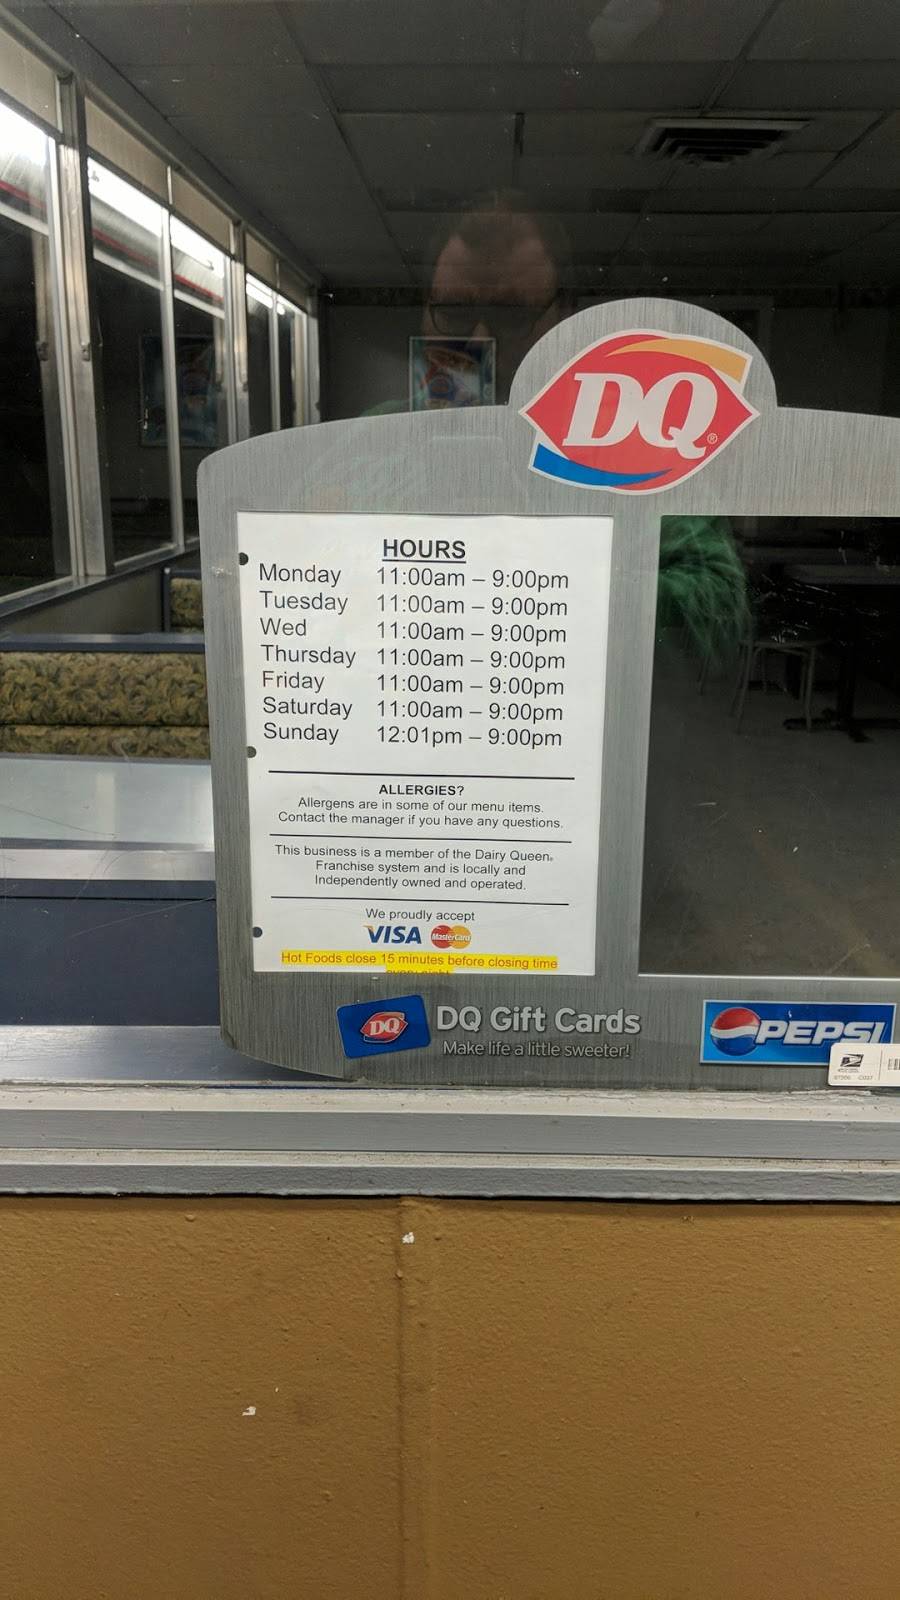 DQ
HOURS
Monday 11:00am – 9:00pm
Tuesday 11:00am – 9:00pm
Wed 11:00am – 9:00pm
Thursday 11:00am – 9:00pm
Friday 11:00am – 9:00pm
Saturday 11:00am – 9:00pm
Sunday 12:01pm – 9:00pm
ALLERGIES?
Allergens are in some of our menu items.
Contact the manager if you have any questions.
This business is a member of the Dairy Queen®
Franchise system and is locally and
Independently owned and operated.
We proudly accept
VISA MasterCard
Hot Foods close 15 minutes before closing time
every night
DQ
DQ Gift Cards
Make life a little sweeter!
PEPSI